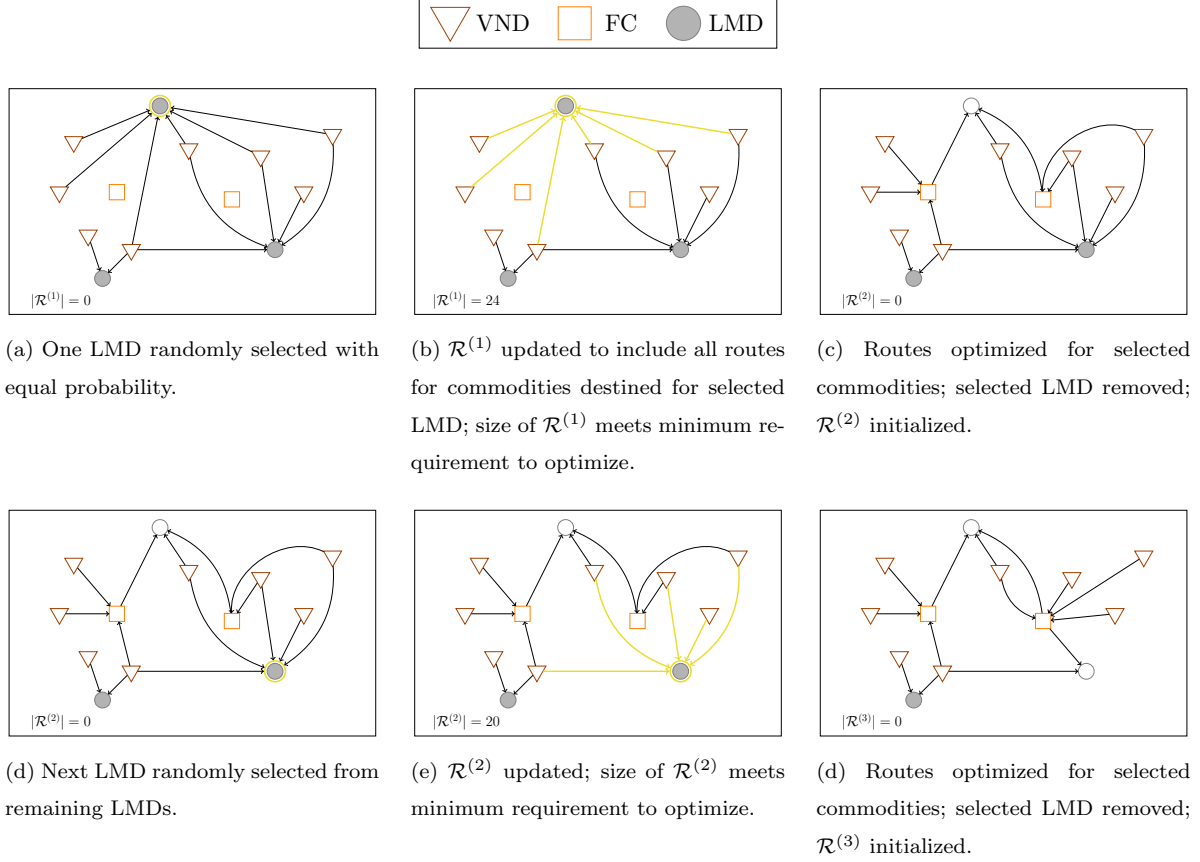 VND FC LMD
|R^(1)| = 0
|R^(1)| = 24
|R^(2)| = 0
(a) One LMD randomly selected with
equal probability.
(b) R^(1) updated to include all routes
for commodities destined for selected
LMD; size of R^(1) meets minimum re-
quirement to optimize.
(c) Routes optimized for selected
commodities; selected LMD removed;
R^(2) initialized.
|R^(2)| = 0
|R^(2)| = 20
|R^(3)| = 0
(d) Next LMD randomly selected from
remaining LMDs.
(e) R^(2) updated; size of R^(2) meets
minimum requirement to optimize.
(d) Routes optimized for selected
commodities; selected LMD removed;
R^(3) initialized.